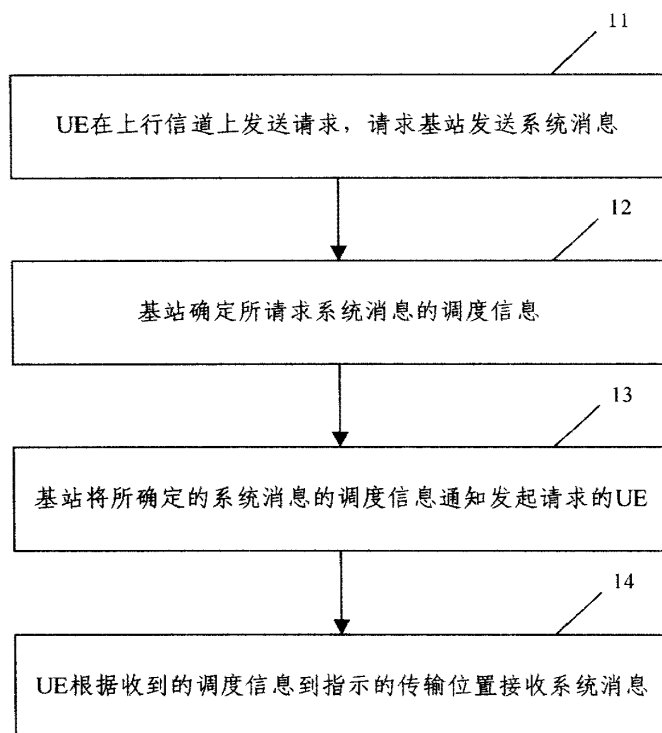 11
UE在上行信道上发送请求，请求基站发送系统消息
12
基站确定所请求系统消息的调度信息
13
基站将所确定的系统消息的调度信息通知发起请求的UE
14
UE根据收到的调度信息到指示的传输位置接收系统消息